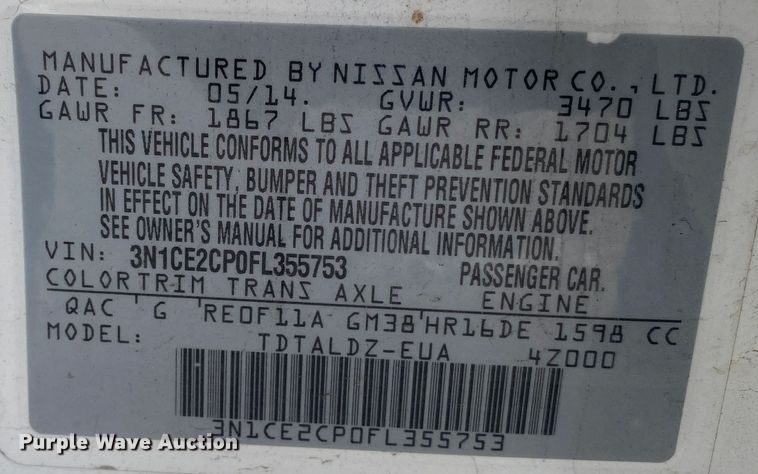 MANUFACTURED BY NISSAN MOTOR CO., LTD.
DATE: 05/14. GVWR: 3470 LBS
GAWR FR: 1867 LBS GAWR RR: 1704 LBS
THIS VEHICLE CONFORMS TO ALL APPLICABLE FEDERAL MOTOR
VEHICLE SAFETY, BUMPER AND THEFT PREVENTION STANDARDS
IN EFFECT ON THE DATE OF MANUFACTURE SHOWN ABOVE.
SEE OWNER'S MANUAL FOR ADDITIONAL INFORMATION.
VIN: 3N1CE2CP0FL355753 PASSENGER CAR.
COLORTRIM TRANS AXLE ENGINE
QAC ' G 'RE0F11A GM38'HR16DE 1598 CC
MODEL: TDTALDZ-EUA 4Z000
3N1CE2CP0FL355753
Purple Wave Auction